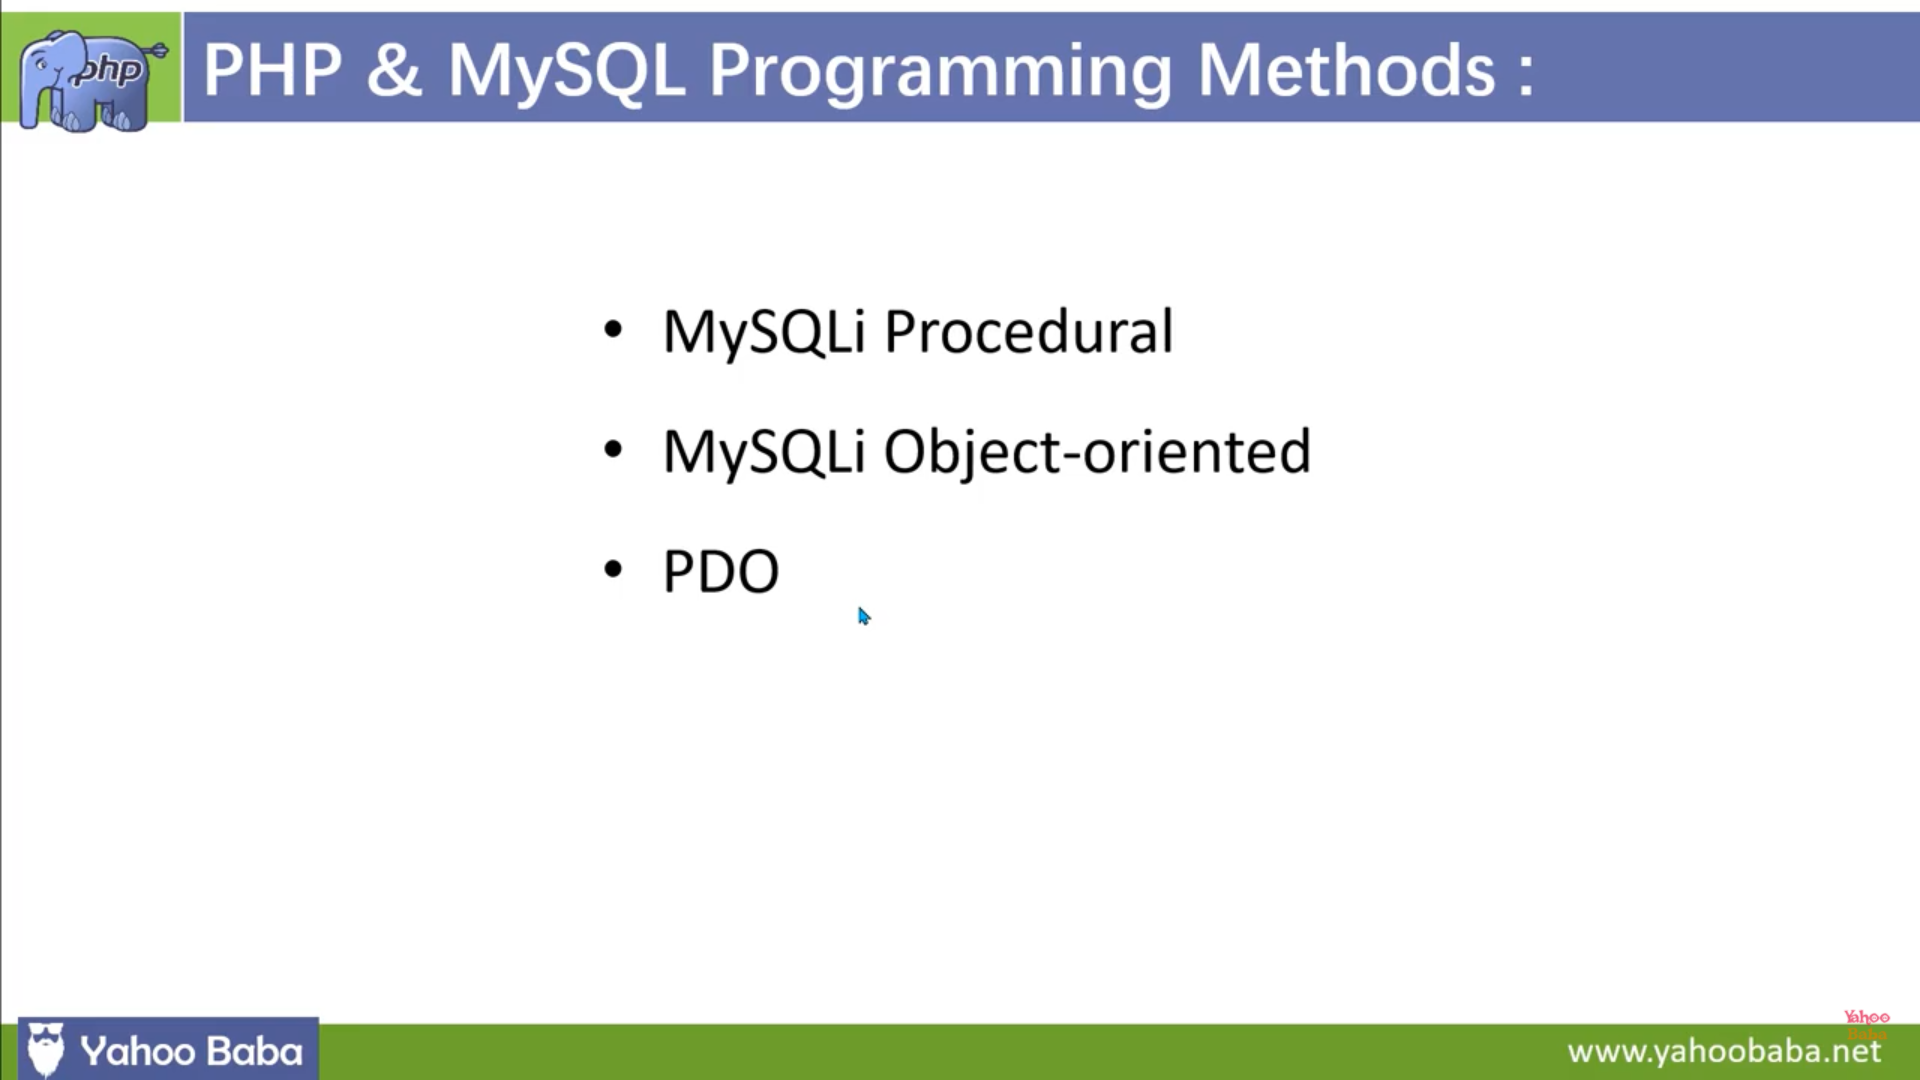 php
PHP & MySQL Programming Methods :
• MySQLi Procedural
• MySQLi Object-oriented
• PDO
Yahoo
Baba
Yahoo Baba
www.yahoobaba.net